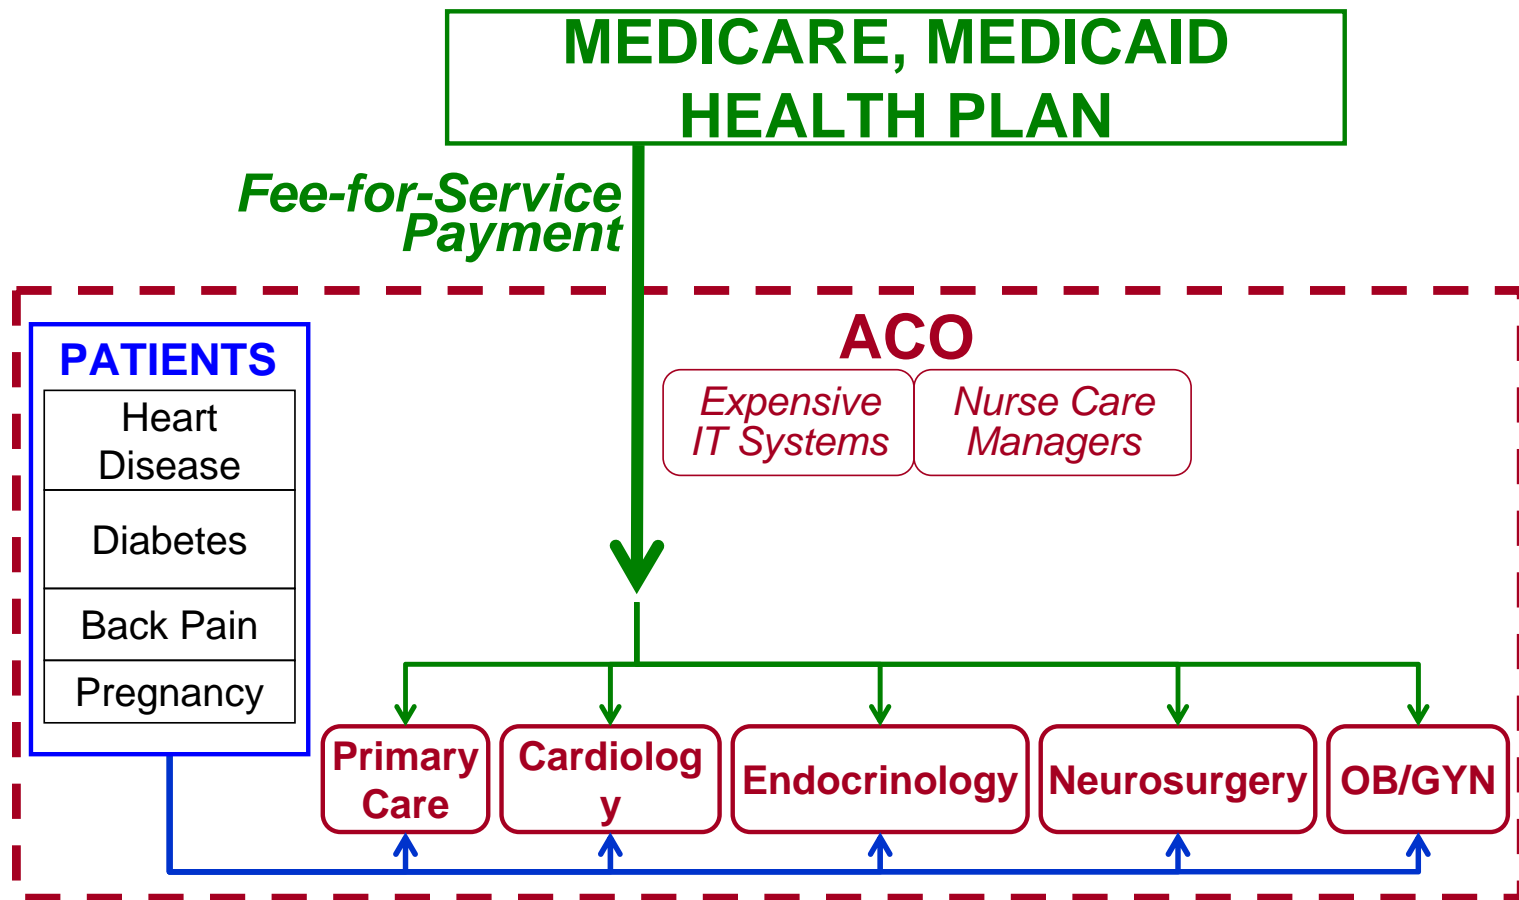 MEDICARE, MEDICAID
HEALTH PLAN
Fee-for-Service
Payment
ACO
PATIENTS
Heart
Disease
Diabetes
Back Pain
Pregnancy
Expensive
IT Systems
Nurse Care
Managers
Primary
Care
Cardiolog
y
Endocrinology
Neurosurgery
OB/GYN